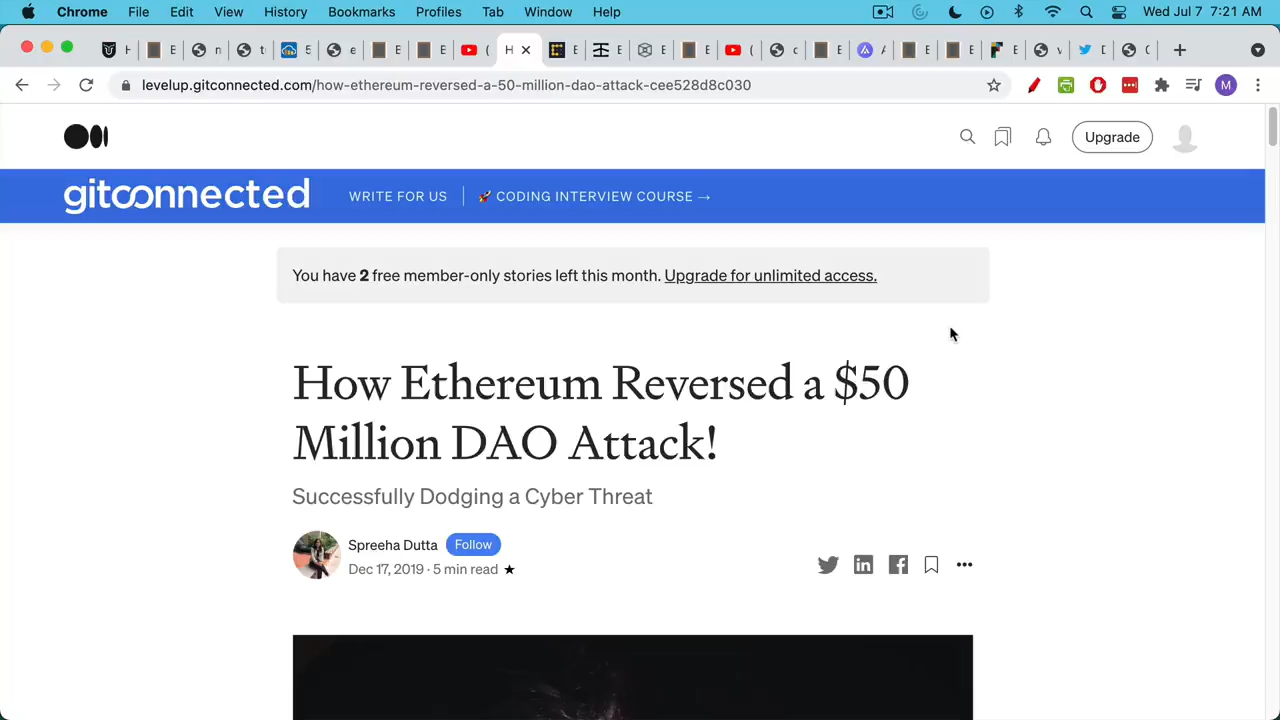 Chrome File Edit View History Bookmarks Profiles Tab Window Help Wed Jul 7 7:21 AM
H E n t 5 e E E ( H E E E E ( c E A E E E v D C
levelup.gitconnected.com/how-ethereum-reversed-a-50-million-dao-attack-cee528d8c030 M
Upgrade
gitconnected WRITE FOR US CODING INTERVIEW COURSE →
You have 2 free member-only stories left this month. Upgrade for unlimited access.
How Ethereum Reversed a $50
Million DAO Attack!
Successfully Dodging a Cyber Threat
Spreeha Dutta Follow
Dec 17, 2019 · 5 min read ★